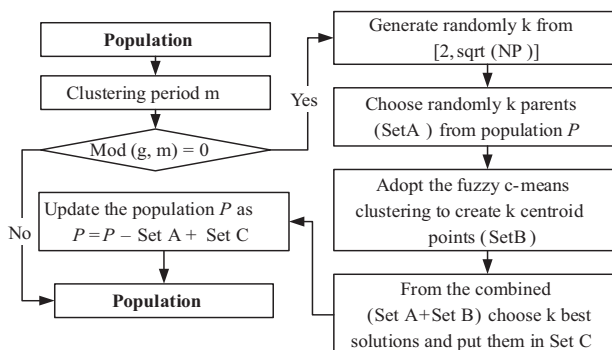 Population
Clustering period m
Mod (g, m) = 0
Yes
No
Generate randomly k from
[2, sqrt (NP )]
Choose randomly k parents
(SetA ) from population P
Adopt the fuzzy c-means
clustering to create k centroid
points (SetB )
From the combined
(Set A+Set B ) choose k best
solutions and put them in Set C
Update the population P as
P = P − Set A + Set C
Population